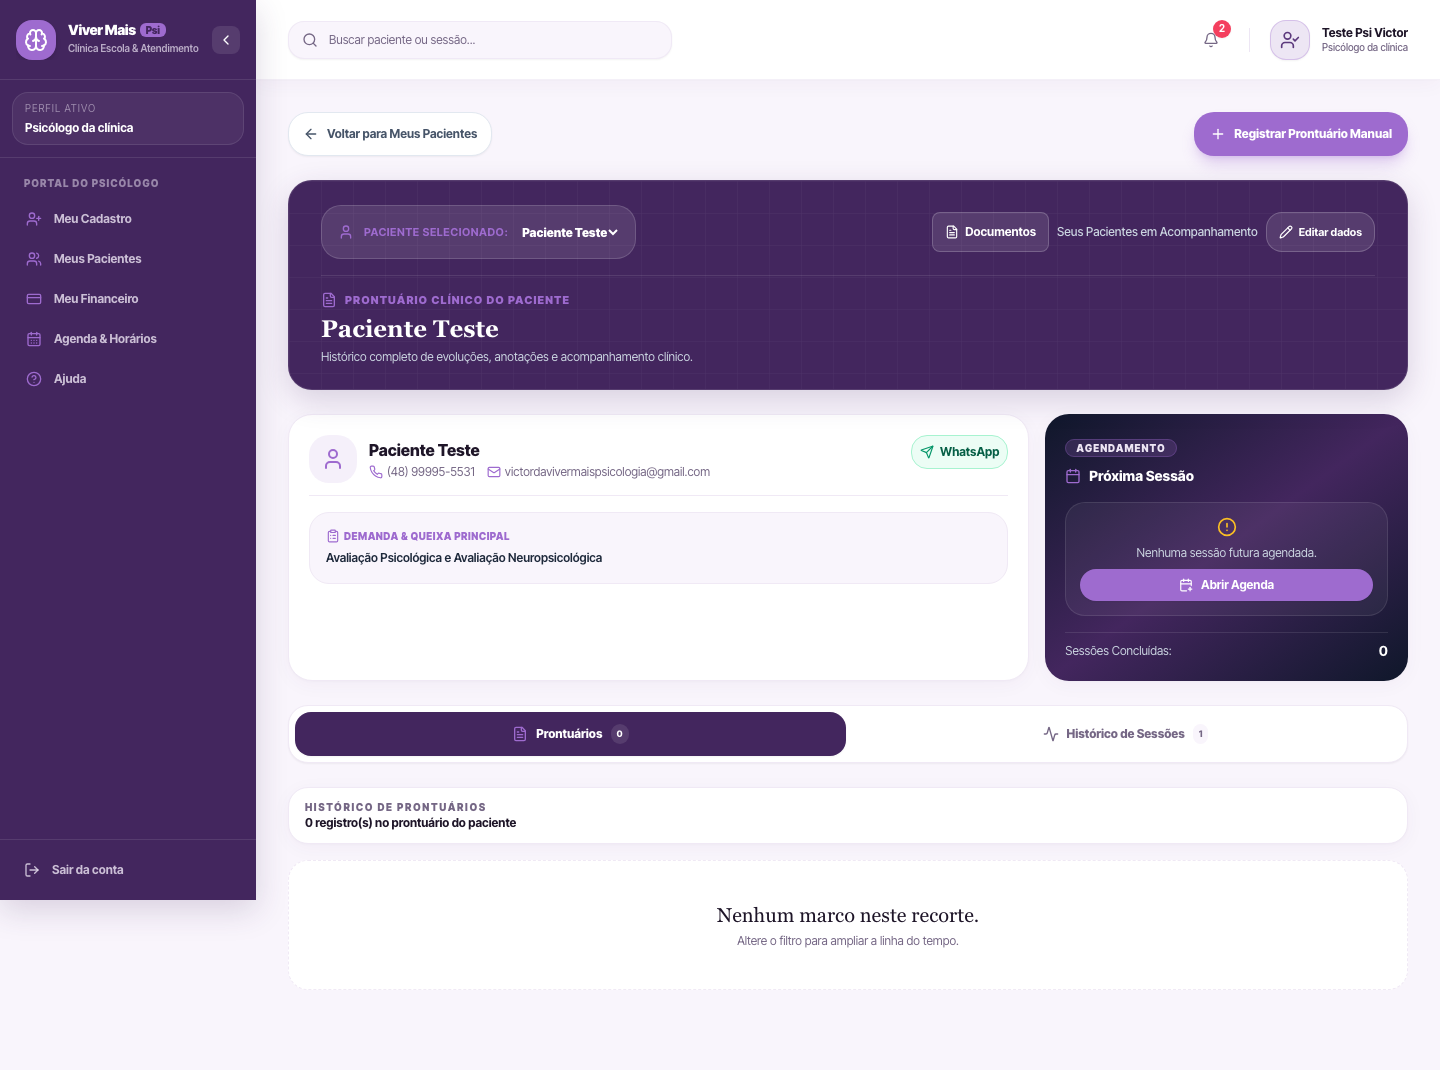 Viver Mais Psi
Clínica Escola & Atendimento
Buscar paciente ou sessão...
2
Teste Psi Victor
Psicólogo da clínica
PERFIL ATIVO
Psicólogo da clínica
PORTAL DO PSICÓLOGO
Meu Cadastro
Meus Pacientes
Meu Financeiro
Agenda & Horários
Ajuda
Sair da conta
Voltar para Meus Pacientes
Registrar Prontuário Manual
PACIENTE SELECIONADO: Paciente Teste
Documentos
Seus Pacientes em Acompanhamento
Editar dados
PRONTUÁRIO CLÍNICO DO PACIENTE
Paciente Teste
Histórico completo de evoluções, anotações e acompanhamento clínico.
Paciente Teste
(48) 99995-5531 victordavivermaispsicologia@gmail.com
WhatsApp
DEMANDA & QUEIXA PRINCIPAL
Avaliação Psicológica e Avaliação Neuropsicológica
AGENDAMENTO
Próxima Sessão
Nenhuma sessão futura agendada.
Abrir Agenda
Sessões Concluídas: 0
Prontuários 0
Histórico de Sessões 1
HISTÓRICO DE PRONTUÁRIOS
0 registro(s) no prontuário do paciente
Nenhum marco neste recorte.
Altere o filtro para ampliar a linha do tempo.